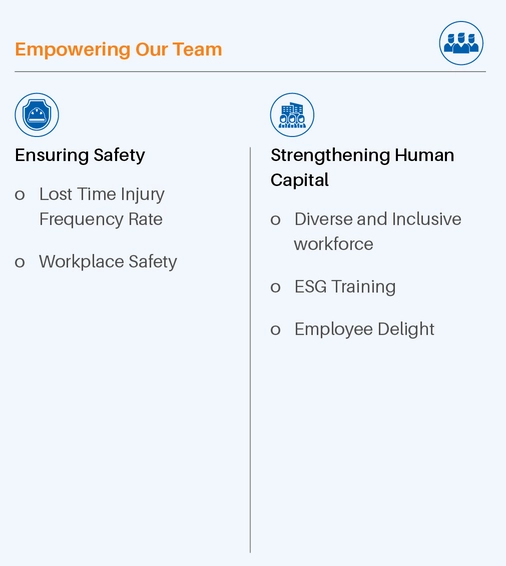 Empowering Our Team
Ensuring Safety
o Lost Time Injury
Frequency Rate
o Workplace Safety
Strengthening Human
Capital
o Diverse and Inclusive
workforce
o ESG Training
o Employee Delight